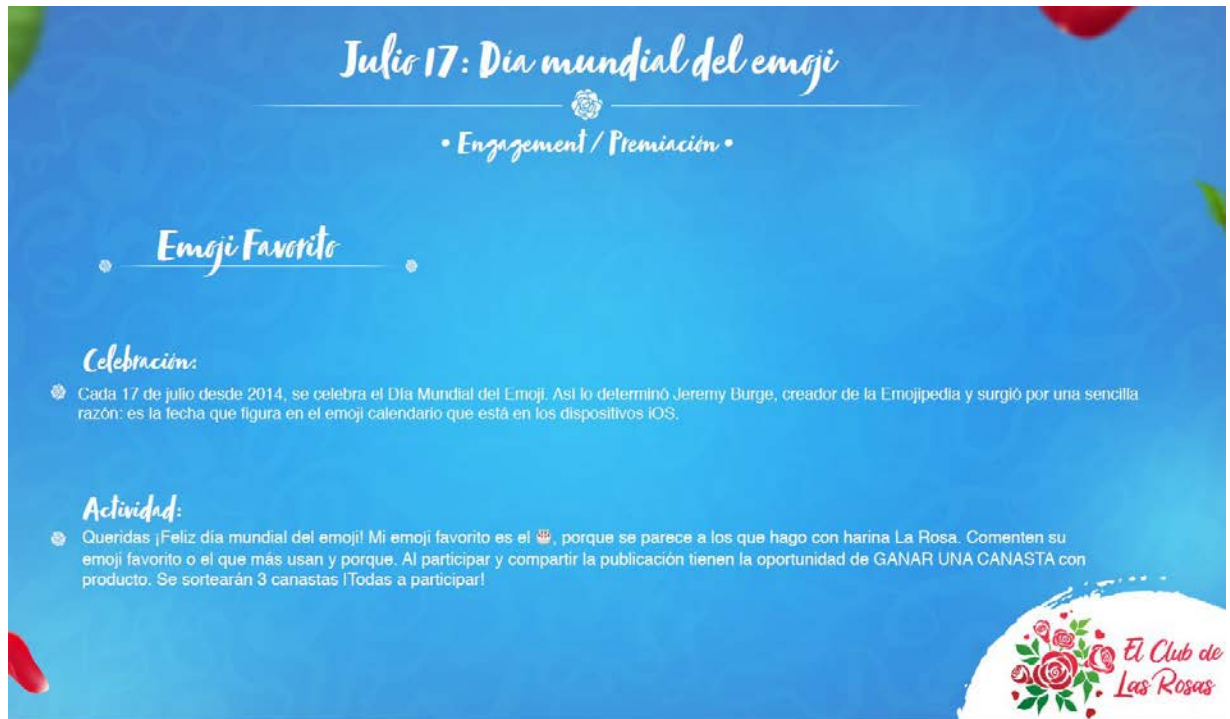 Julio 17: Día mundial del emoji
• Engagement / Premiación •
Emoji Favorito
Celebración:
Cada 17 de julio desde 2014, se celebra el Día Mundial del Emoji. Así lo determinó Jeremy Burge, creador de la Emojipedia y surgió por una sencilla
razón: es la fecha que figura en el emoji calendario que está en los dispositivos iOS.
Actividad:
Queridas ¡Feliz día mundial del emoji! Mi emoji favorito es el 🎂, porque se parece a los que hago con harina La Rosa. Comenten su
emoji favorito o el que más usan y porque. Al participar y compartir la publicación tienen la oportunidad de GANAR UNA CANASTA con
producto. Se sortearán 3 canastas ¡Todas a participar!
El Club de
Las Rosas